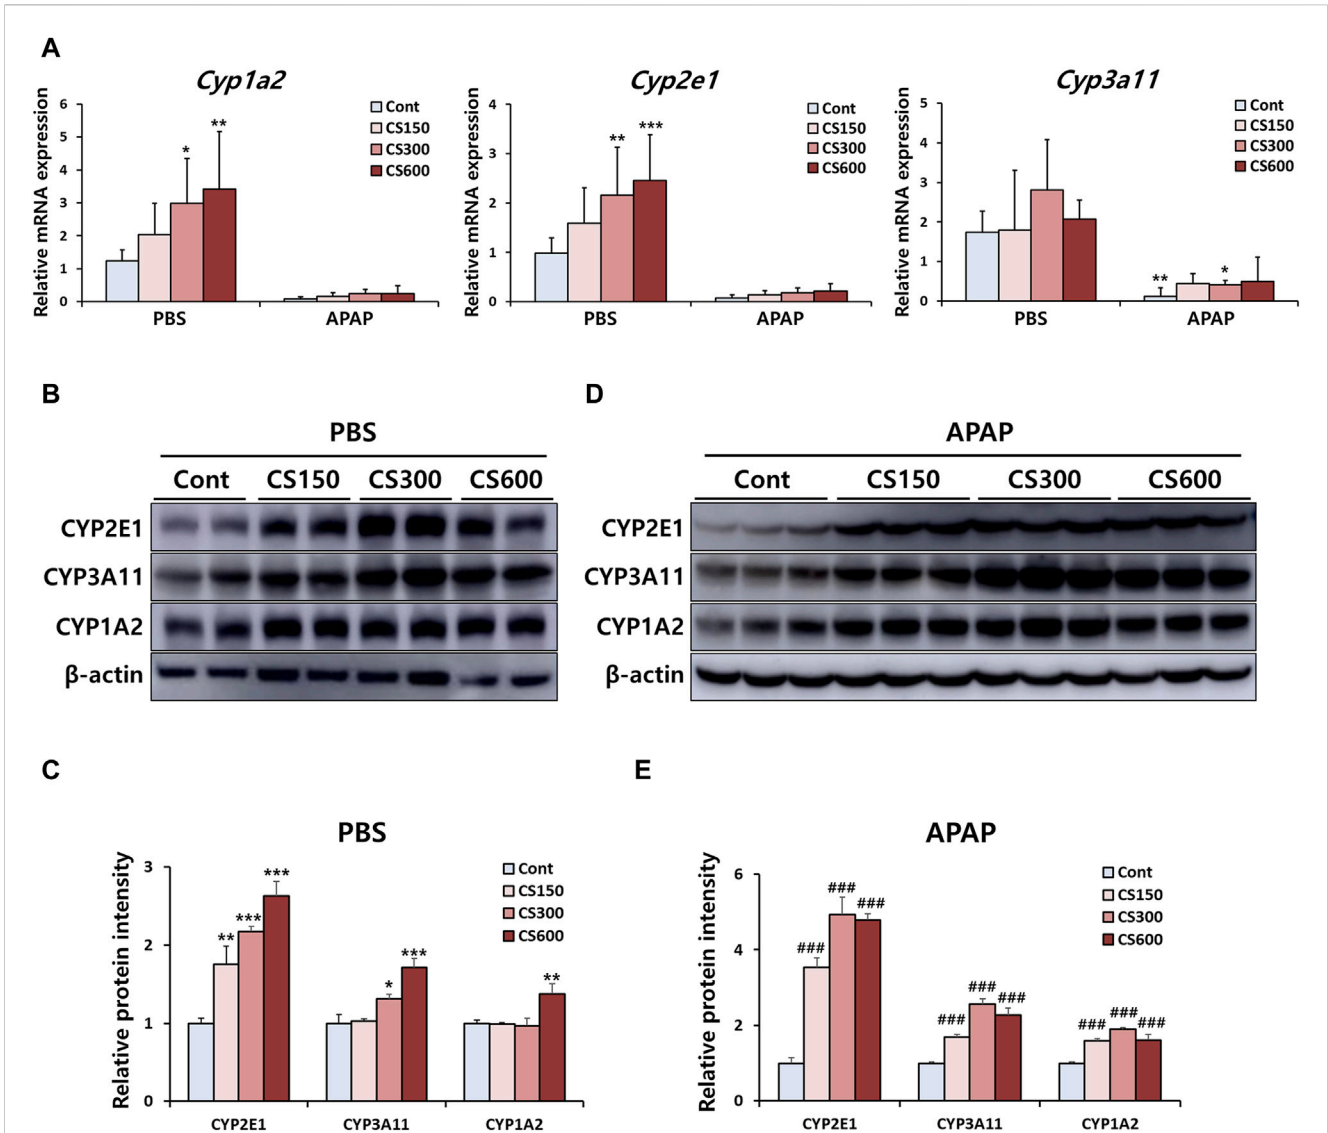 A
Cyp1a2
Relative mRNA expression
6
5
4
3
2
1
0
* **
Cont
CS150
CS300
CS600
PBS APAP
Cyp2e1
Relative mRNA expression
4
3
2
1
0
** ***
Cont
CS150
CS300
CS600
PBS APAP
Cyp3a11
Relative mRNA expression
5
4
3
2
1
0
** *
Cont
CS150
CS300
CS600
PBS APAP
B
PBS
Cont CS150 CS300 CS600
CYP2E1
CYP3A11
CYP1A2
β-actin
D
APAP
Cont CS150 CS300 CS600
CYP2E1
CYP3A11
CYP1A2
β-actin
C
PBS
Relative protein intensity
3
2
1
0
** *** ***
* ***
**
Cont
CS150
CS300
CS600
CYP2E1 CYP3A11 CYP1A2
E
APAP
Relative protein intensity
6
4
2
0
### ### ###
### ### ###
### ### ###
Cont
CS150
CS300
CS600
CYP2E1 CYP3A11 CYP1A2